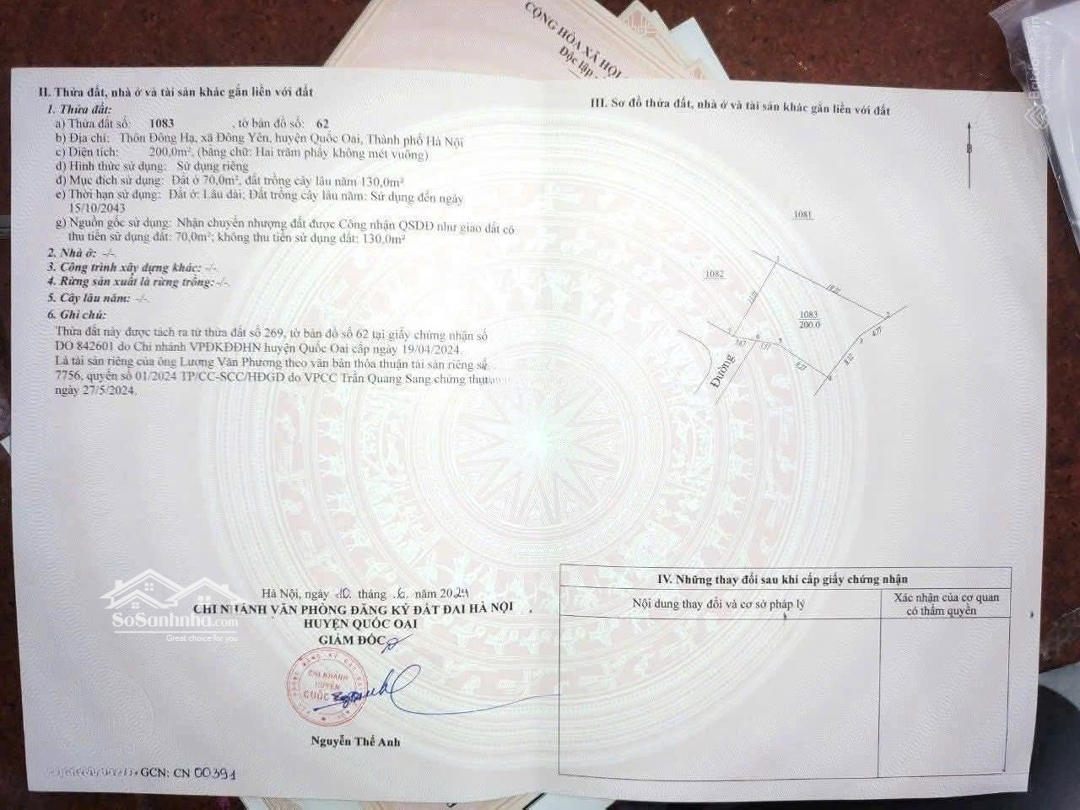 CỘNG HÒA XÃ HỘI
Độc lập
II. Thửa đất, nhà ở và tài sản khác gắn liền với đất
1. Thửa đất:
a) Thửa đất số: 1083 , tờ bản đồ số: 62
b) Địa chỉ: Thôn Đông Hạ, xã Đông Yên, huyện Quốc Oai, Thành phố Hà Nội
c) Diện tích: 200,0m², (bằng chữ: Hai trăm phẩy không mét vuông)
d) Hình thức sử dụng: Sử dụng riêng
đ) Mục đích sử dụng: Đất ở 70,0m², đất trồng cây lâu năm 130,0m²
e) Thời hạn sử dụng: Đất ở: Lâu dài; Đất trồng cây lâu năm: Sử dụng đến ngày
15/10/2043
g) Nguồn gốc sử dụng: Nhận chuyển nhượng đất được Công nhận QSDĐ như giao đất có
thu tiền sử dụng đất: 70,0m²; không thu tiền sử dụng đất: 130,0m²
2. Nhà ở: -/-
3. Công trình xây dựng khác: -/-
4. Rừng sản xuất là rừng trồng: -/-
5. Cây lâu năm: -/-
6. Ghi chú:
Thửa đất này được tách ra từ thửa đất số 269, tờ bản đồ số 62 tại giấy chứng nhận số
DO 842601 do Chi nhánh VPĐKĐĐHN huyện Quốc Oai cấp ngày 19/04/2024.
Là tài sản riêng của ông Lương Văn Phương theo văn bản thỏa thuận tài sản riêng số
7756, quyển số 01/2024 TP/CC-SCC/HĐGD do VPCC Trần Quang Sang chứng thực
ngày 27/5/2024.
Hà Nội, ngày 10 tháng 6 năm 2024
CHI NHÁNH VĂN PHÒNG ĐĂNG KÝ ĐẤT ĐAI HÀ NỘI
HUYỆN QUỐC OAI
GIÁM ĐỐC
CHI NHÁNH
HUYỆN
QUỐC
Nguyễn Thế Anh
GCN: CN 00391
SoSanhnha.com
Great choice for you
III. Sơ đồ thửa đất, nhà ở và tài sản khác gắn liền với đất
B
1081
1082
1083
200.0
1
2
Đường
IV. Những thay đổi sau khi cấp giấy chứng nhận
Nội dung thay đổi và cơ sở pháp lý
Xác nhận của cơ quan
có thẩm quyền